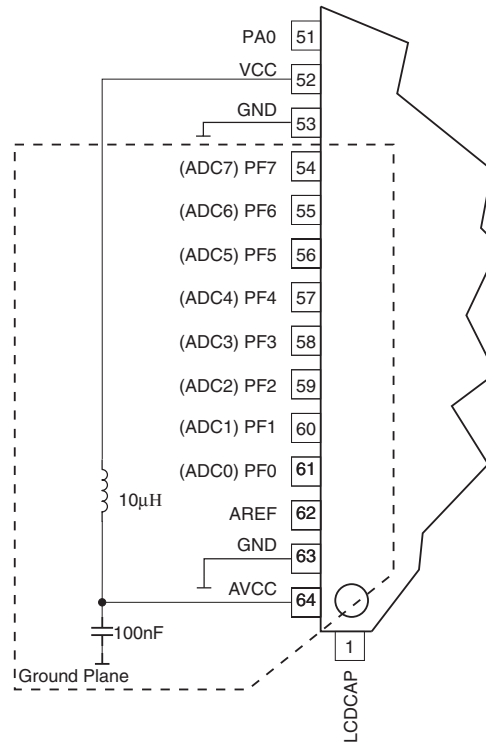 PA0 51
VCC 52
GND 53
(ADC7) PF7 54
(ADC6) PF6 55
(ADC5) PF5 56
(ADC4) PF4 57
(ADC3) PF3 58
(ADC2) PF2 59
(ADC1) PF1 60
(ADC0) PF0 61
10μH
AREF 62
GND 63
AVCC 64
100nF
Ground Plane
1
LCDCAP